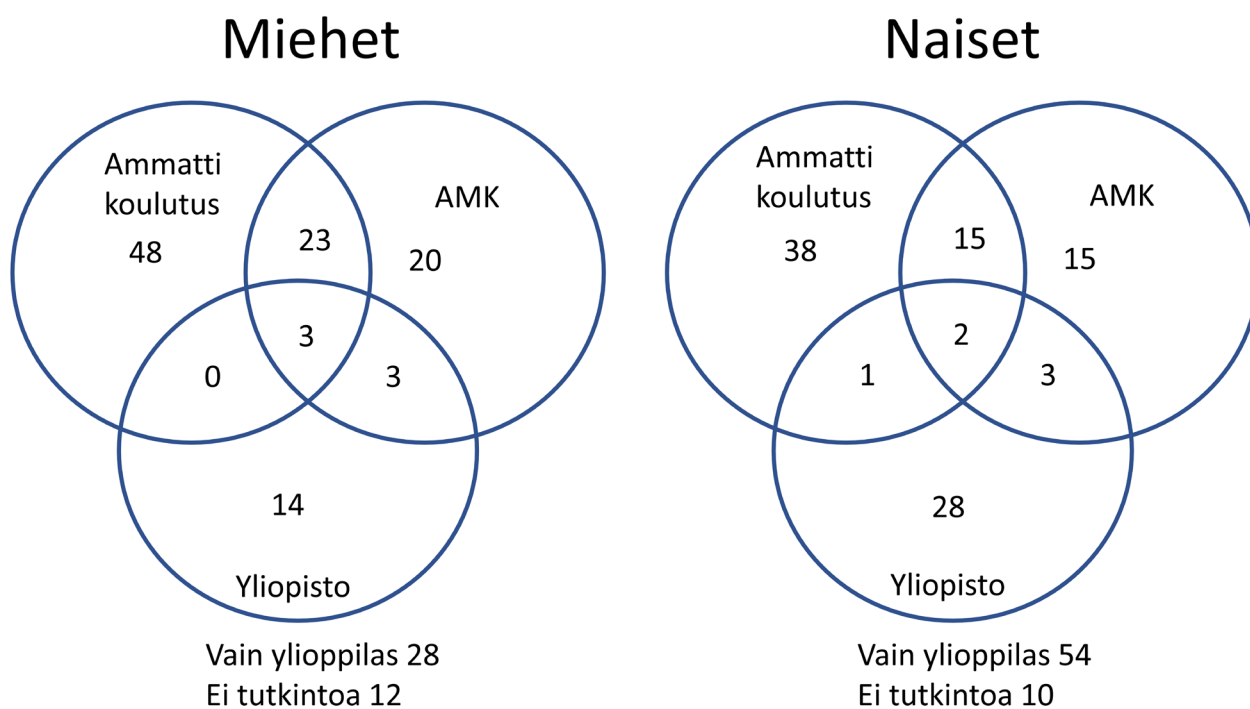 Miehet
Ammatti
koulutus
48
23
AMK
20
3
0
3
14
Yliopisto
Vain ylioppilas 28
Ei tutkintoa 12
Naiset
Ammatti
koulutus
38
15
AMK
15
2
1
3
28
Yliopisto
Vain ylioppilas 54
Ei tutkintoa 10